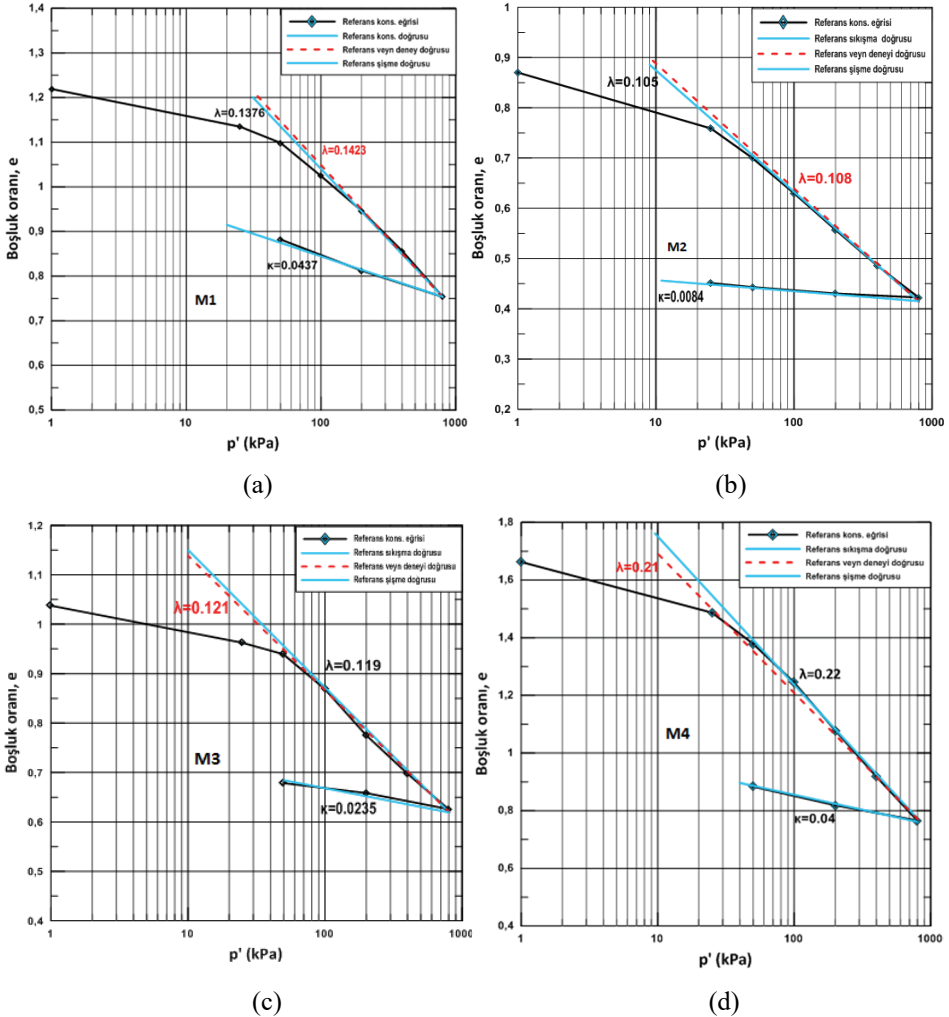 1,4
1,3
1,2
1,1
1
0,9
0,8
0,7
0,6
0,5
Boşluk oranı, e
Referans kons. eğrisi
Referans kons. doğrusu
Referans veyn deney doğrusu
Referans şişme doğrusu
λ=0.1376
λ=0.1423
κ=0.0437
M1
1 10 100 1000
p' (kPa)
(a)
1
0,9
0,8
0,7
0,6
0,5
0,4
0,3
0,2
Boşluk oranı, e
Referans kons. eğrisi
Referans sıkışma doğrusu
Referans veyn deneyi doğrusu
Referans şişme doğrusu
λ=0.105
λ=0.108
M2
κ=0.0084
1 10 100 1000
p' (kPa)
(b)
1,2
1,1
1
0,9
0,8
0,7
0,6
0,5
0,4
Boşluk oranı, e
Referans kons. eğrisi
Referans sıkışma doğrusu
Referans veyn deneyi doğrusu
Referans şişme doğrusu
λ=0.121
λ=0.119
M3
κ=0.0235
1 10 100 1000
p' (kPa)
(c)
1,8
1,6
1,4
1,2
1
0,8
0,6
0,4
Boşluk oranı, e
Referans kons. eğrisi
Referans sıkışma doğrusu
Referans veyn deneyi doğrusu
Referans şişme doğrusu
λ=0.21
λ=0.22
M4
κ=0.04
1 10 100 1000
p' (kPa)
(d)